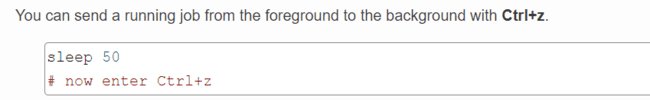 You can send a running job from the foreground to the background with Ctrl+z.
sleep 50
# now enter Ctrl+z